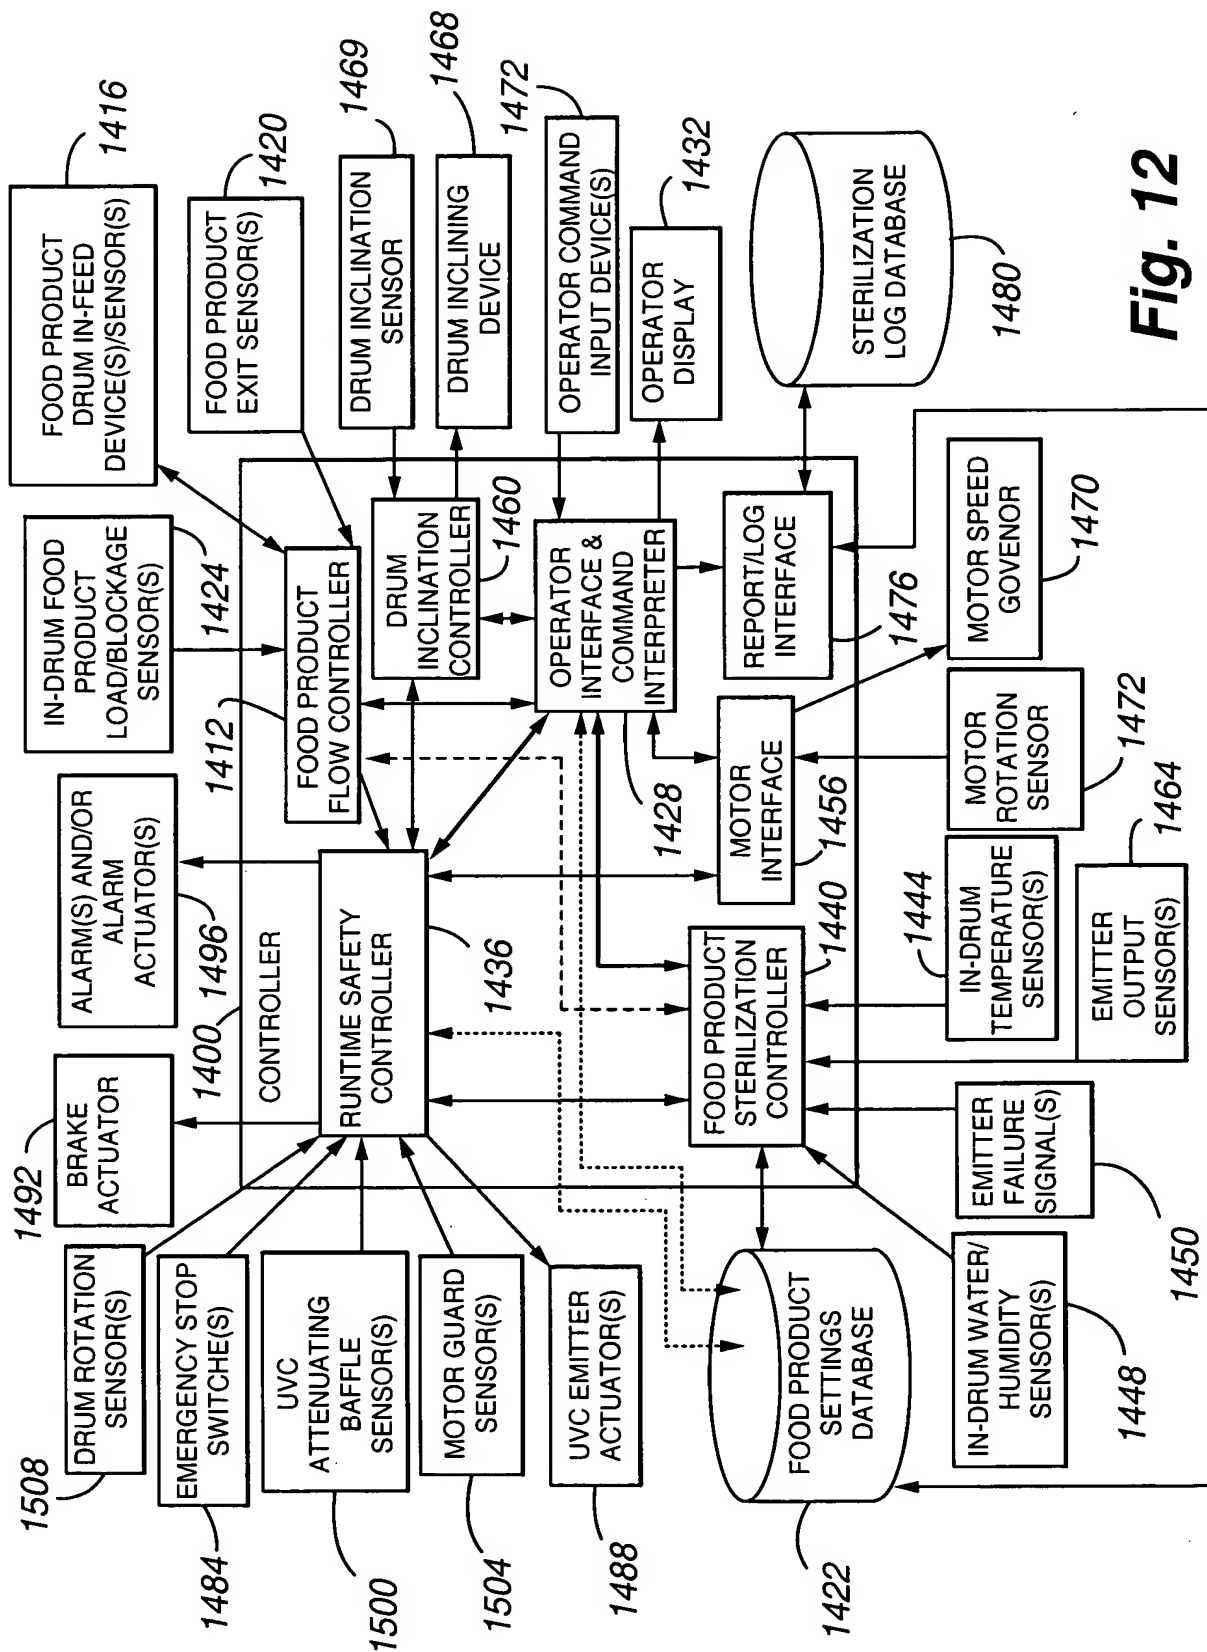 1508
DRUM ROTATION
SENSOR(S)
1484
EMERGENCY STOP
SWITCHE(S)
1500
UVC
ATTENUATING
BAFFLE
SENSOR(S)
1504
MOTOR GUARD
SENSOR(S)
1488
UVC EMITTER
ACTUATOR(S)
1422
FOOD PRODUCT
SETTINGS
DATABASE
1492
BRAKE
ACTUATOR
1400
CONTROLLER
1496
ALARM(S) AND/OR
ALARM
ACTUATOR(S)
RUNTIME SAFETY
CONTROLLER
1436
FOOD PRODUCT
STERILIZATION
CONTROLLER
1440
IN-DRUM WATER/
HUMIDITY
SENSOR(S)
1448
EMITTER
FAILURE
SIGNAL(S)
1450
1412
IN-DRUM FOOD
PRODUCT
LOAD/BLOCKAGE
SENSOR(S)
1424
FOOD PRODUCT
FLOW CONTROLLER
DRUM
INCLINATION
CONTROLLER
1460
OPERATOR
INTERFACE &
COMMAND
INTERPRETER
1428
MOTOR
INTERFACE
1456
REPORT/LOG
INTERFACE
1476
1444
IN-DRUM
TEMPERATURE
SENSOR(S)
EMITTER
OUTPUT
SENSOR(S)
1464
MOTOR
ROTATION
SENSOR
1472
MOTOR SPEED
GOVENOR
1470
FOOD PRODUCT
DRUM IN-FEED
DEVICE(S)/SENSOR(S)
1416
FOOD PRODUCT
EXIT SENSOR(S)
1420
DRUM INCLINATION
SENSOR
1469
DRUM INCLINING
DEVICE
1468
OPERATOR COMMAND
INPUT DEVICE(S)
1472
OPERATOR
DISPLAY
1432
STERILIZATION
LOG DATABASE
1480
Fig. 12